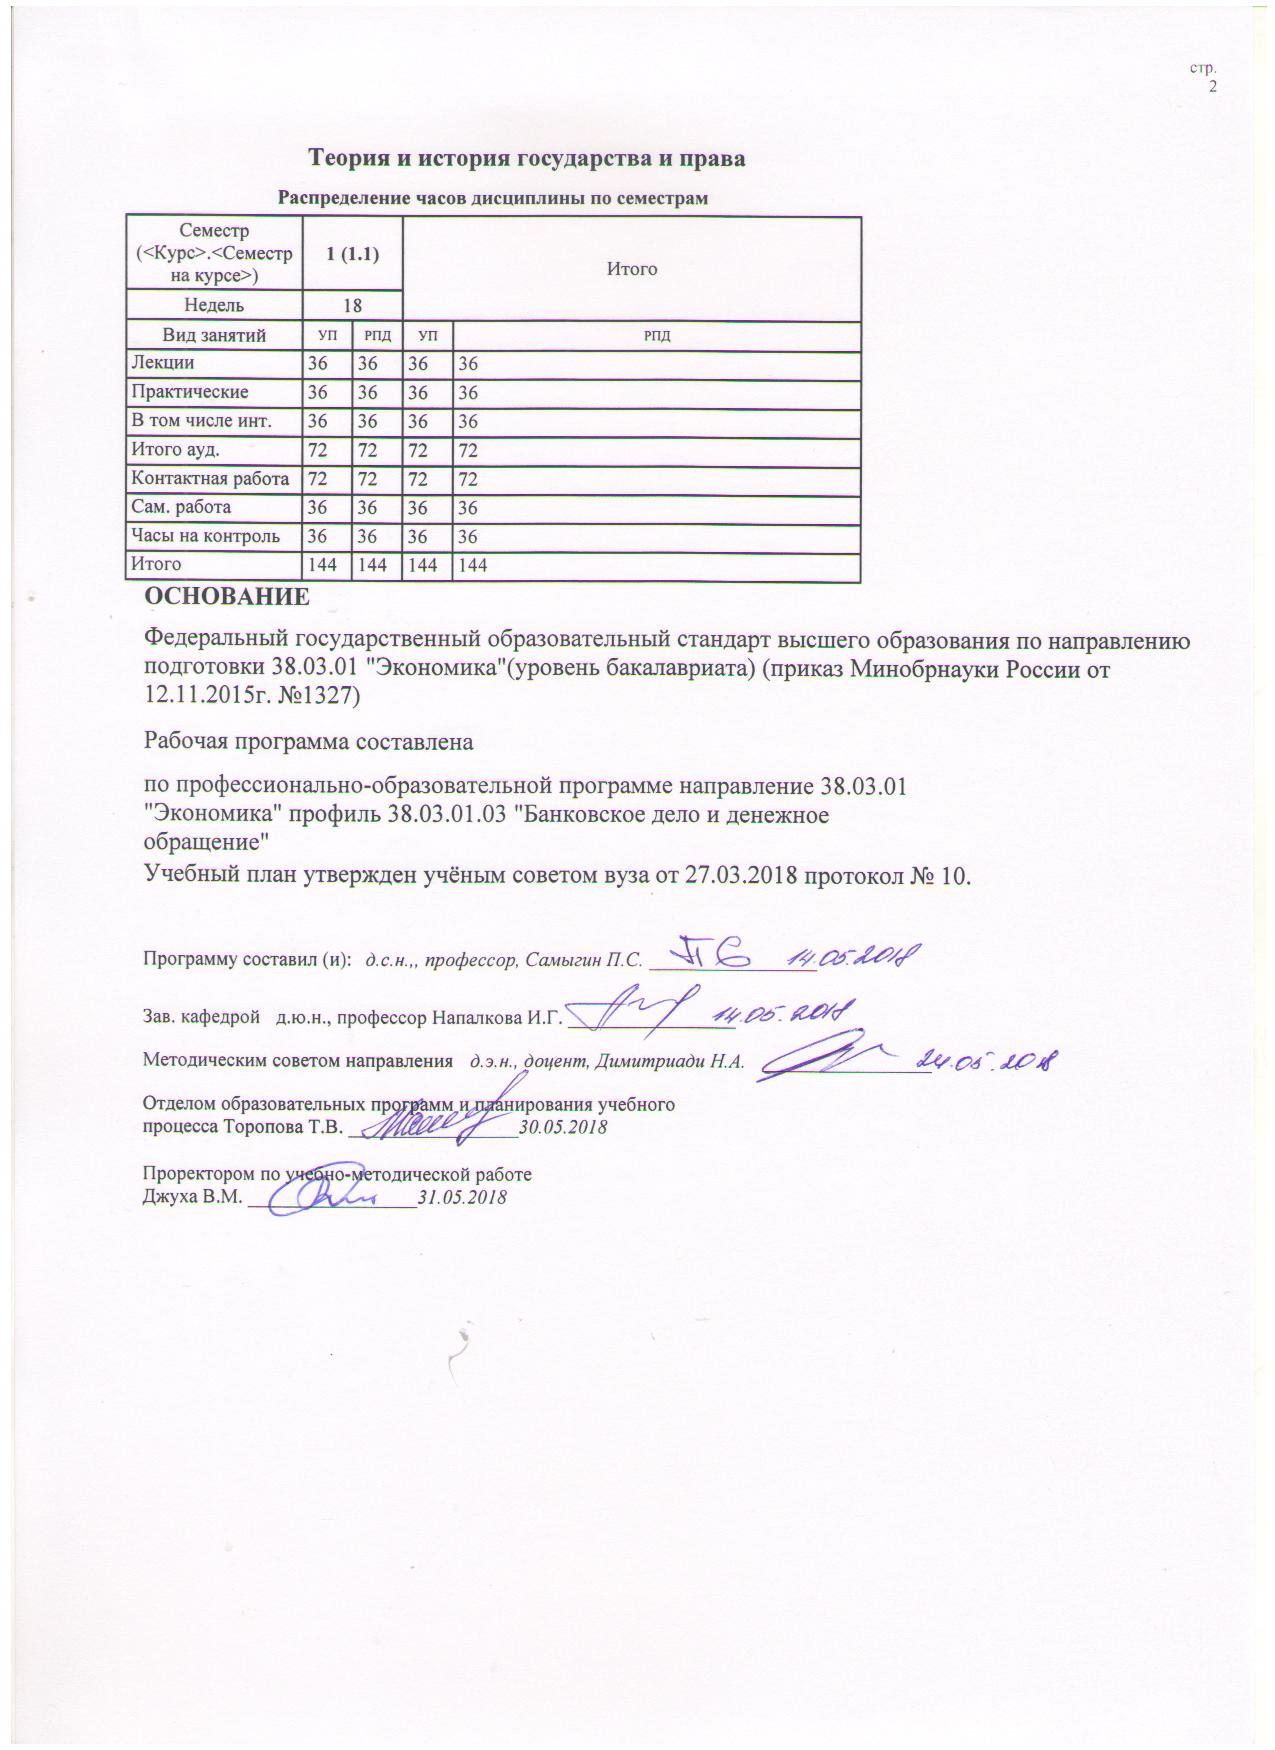 стр.
2
Теория и история государства и права
Распределение часов дисциплины по семестрам
Семестр
(<Курс>.<Семестр
на курсе>) 1 (1.1) Итого
Недель 18
Вид занятий УП РПД УП РПД
Лекции 36 36 36 36
Практические 36 36 36 36
В том числе инт. 36 36 36 36
Итого ауд. 72 72 72 72
Контактная работа 72 72 72 72
Сам. работа 36 36 36 36
Часы на контроль 36 36 36 36
Итого 144 144 144 144
ОСНОВАНИЕ
Федеральный государственный образовательный стандарт высшего образования по направлению
подготовки 38.03.01 "Экономика"(уровень бакалавриата) (приказ Минобрнауки России от
12.11.2015г. №1327)
Рабочая программа составлена
по профессионально-образовательной программе направление 38.03.01
"Экономика" профиль 38.03.01.03 "Банковское дело и денежное
обращение"
Учебный план утвержден учёным советом вуза от 27.03.2018 протокол № 10.
Программу составил (и): д.с.н.,, профессор, Самыгин П.С. 14.05.2018
Зав. кафедрой д.ю.н., профессор Напалкова И.Г. 14.05.2018
Методическим советом направления д.э.н., доцент, Димитриади Н.А. 24.05.2018
Отделом образовательных программ и планирования учебного
процесса Торопова Т.В. 30.05.2018
Проректором по учебно-методической работе
Джуха В.М. 31.05.2018